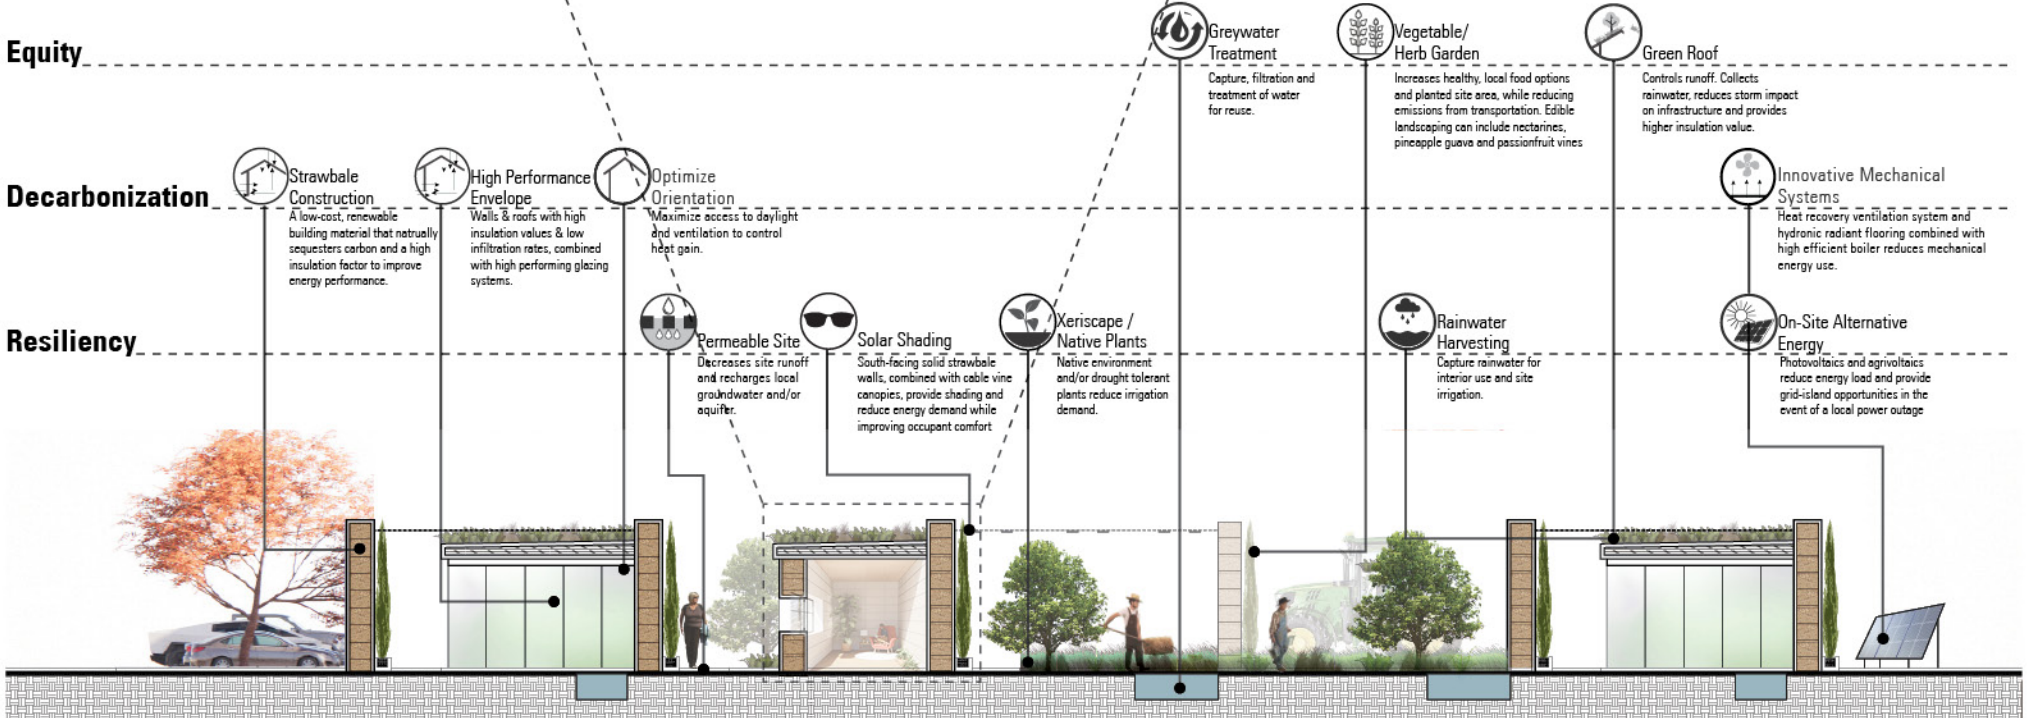 Equity
Greywater
Treatment
Capture, filtration and
treatment of water
for reuse.
Vegetable/
Herb Garden
Increases healthy, local food options
and planted site area, while reducing
emissions from transportation. Edible
landscaping can include nectarines,
pineapple guava and passionfruit vines
Green Roof
Controls runoff. Collects
rainwater, reduces storm impact
on infrastructure and provides
higher insulation value.
Decarbonization
Strawbale
Construction
A low-cost, renewable
building material that natrually
sequesters carbon and a high
insulation factor to improve
energy performance.
High Performance
Envelope
Walls & roofs with high
insulation values & low
infiltration rates, combined
with high performing glazing
systems.
Optimize
Orientation
Maximize access to daylight
and ventilation to control
heat gain.
Innovative Mechanical
Systems
Heat recovery ventilation system and
hydronic radiant flooring combined with
high efficient boiler reduces mechanical
energy use.
Resiliency
Permeable Site
Decreases site runoff
and recharges local
groundwater and/or
aquifer.
Solar Shading
South-facing solid strawbale
walls, combined with cable vine
canopies, provide shading and
reduce energy demand while
improving occupant comfort
Xeriscape /
Native Plants
Native environment
and/or drought tolerant
plants reduce irrigation
demand.
Rainwater
Harvesting
Capture rainwater for
interior use and site
irrigation.
On-Site Alternative
Energy
Photovoltaics and agrivoltaics
reduce energy load and provide
grid-island opportunities in the
event of a local power outage